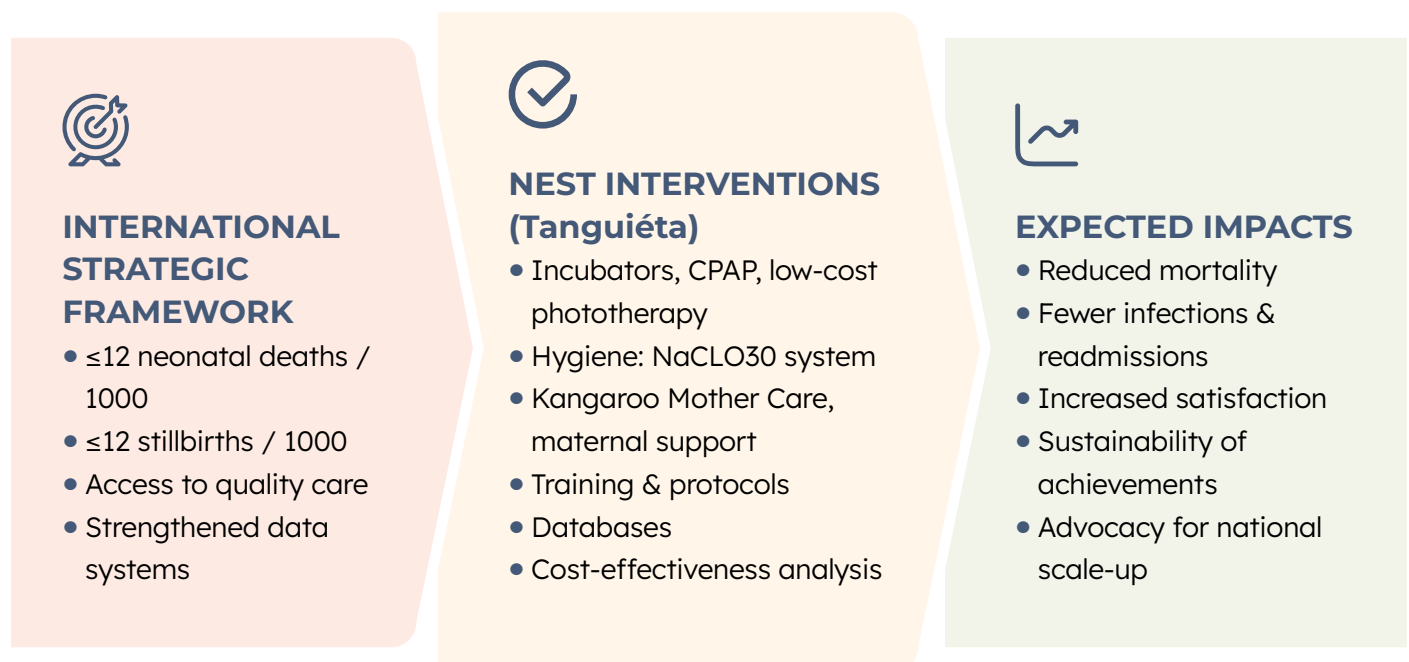 INTERNATIONAL
STRATEGIC
FRAMEWORK
• ≤12 neonatal deaths /
1000
• ≤12 stillbirths / 1000
• Access to quality care
• Strengthened data
systems
NEST INTERVENTIONS
(Tanguiéta)
• Incubators, CPAP, low-cost
phototherapy
• Hygiene: NaCLO30 system
• Kangaroo Mother Care,
maternal support
• Training & protocols
• Databases
• Cost-effectiveness analysis
EXPECTED IMPACTS
• Reduced mortality
• Fewer infections &
readmissions
• Increased satisfaction
• Sustainability of
achievements
• Advocacy for national
scale-up